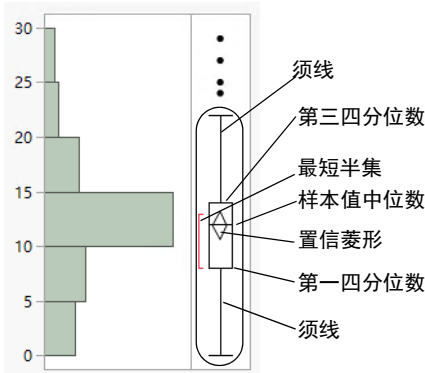 30
25
20
15
10
5
0
须线
第三四分位数
最短半集
样本值中位数
置信菱形
第一四分位数
须线